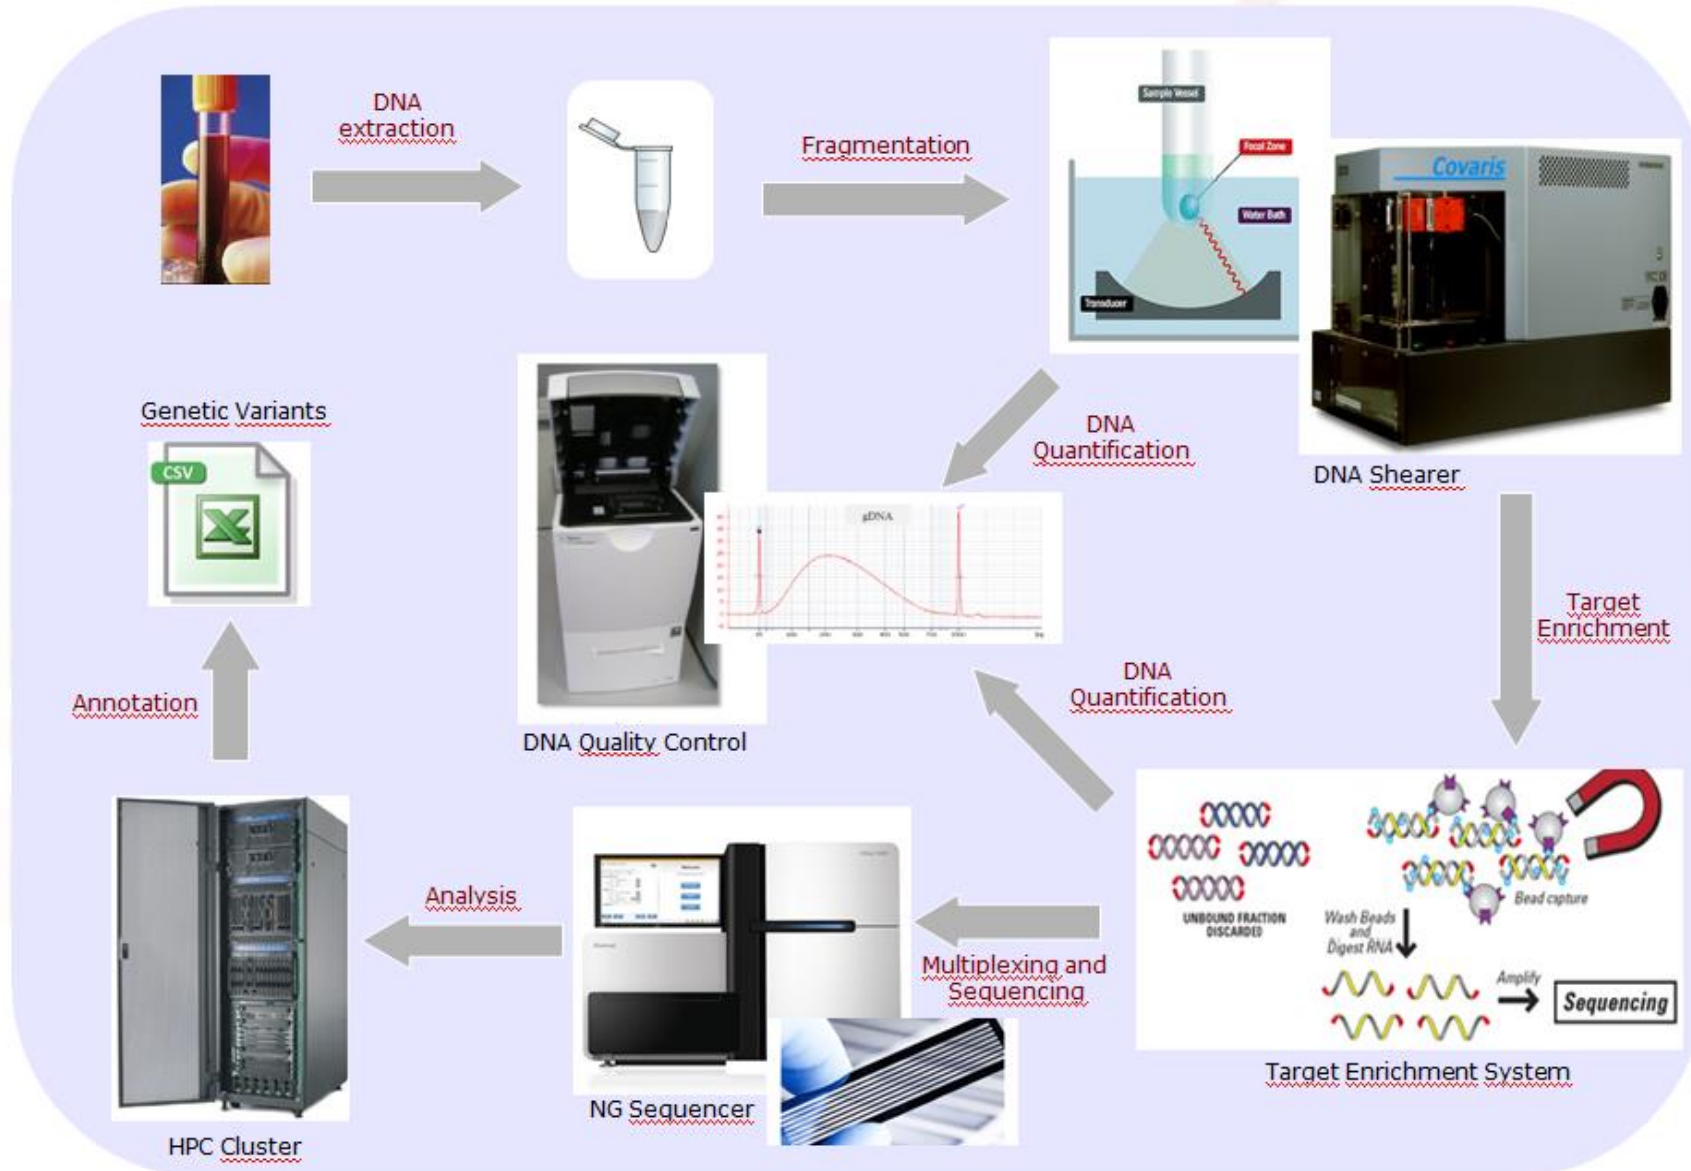 DNA
extraction
Fragmentation
Sample Vessel
Focal Zone
Water Bath
Transducer
Covaris
DNA Shearer
DNA
Quantification
Genetic Variants
CSV
gDNA
DNA Quality Control
Target
Enrichment
DNA
Quantification
Annotation
UNBOUND FRACTION
DISCARDED
Bead capture
Wash Beads
and
Digest RNA
Amplify
Sequencing
Target Enrichment System
Multiplexing and
Sequencing
NG Sequencer
Analysis
HPC Cluster